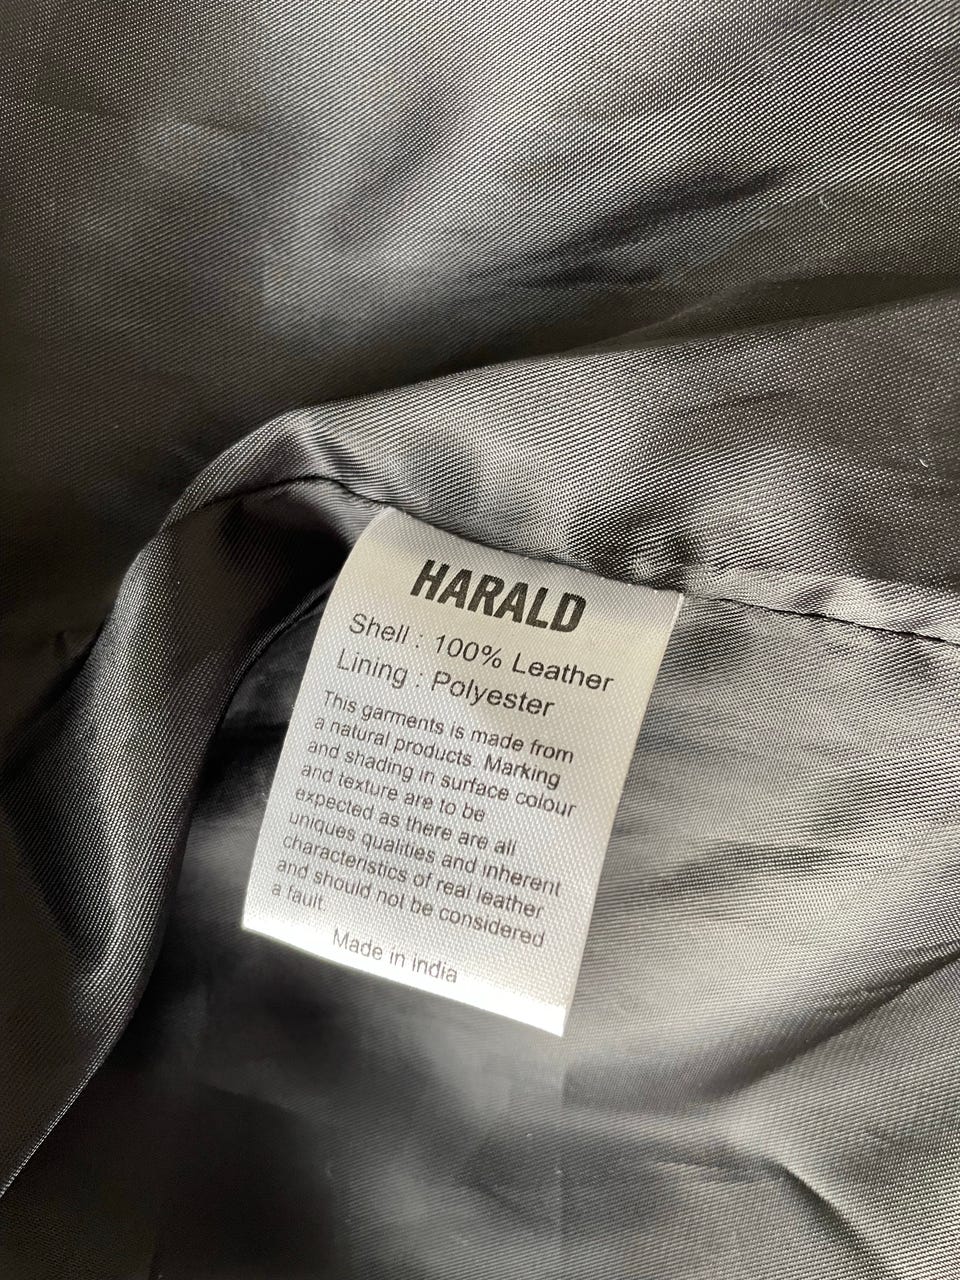 HARALD
Shell : 100% Leather
Lining : Polyester
This garments is made from
a natural products. Marking
and shading in surface colour
and texture are to be
expected as there are all
uniques qualities and inherent
characteristics of real leather
and should not be considered
a fault.
Made in India